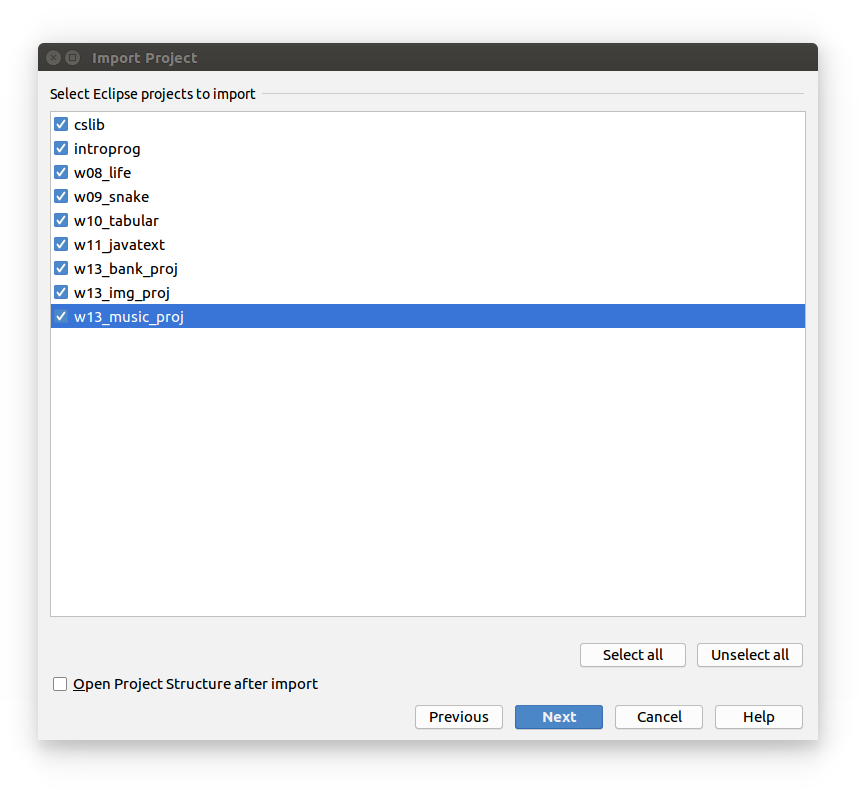 Import Project
Select Eclipse projects to import
cslib
introprog
w08_life
w09_snake
w10_tabular
w11_javatext
w13_bank_proj
w13_img_proj
w13_music_proj
Select all Unselect all
Open Project Structure after import
Previous Next Cancel Help